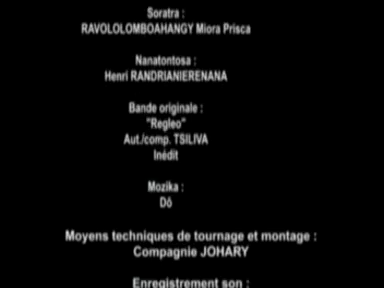 Soratra :
RAVOLOLOMBOAHANGY Miora Prisca
Nanatontosa :
Henri RANDRIANIERENANA
Bande originale :
"Regleo"
Aut./comp. TSILIVA
Inédit
Mozika :
Dô
Moyens techniques de tournage et montage :
Compagnie JOHARY
Enregistrement son :